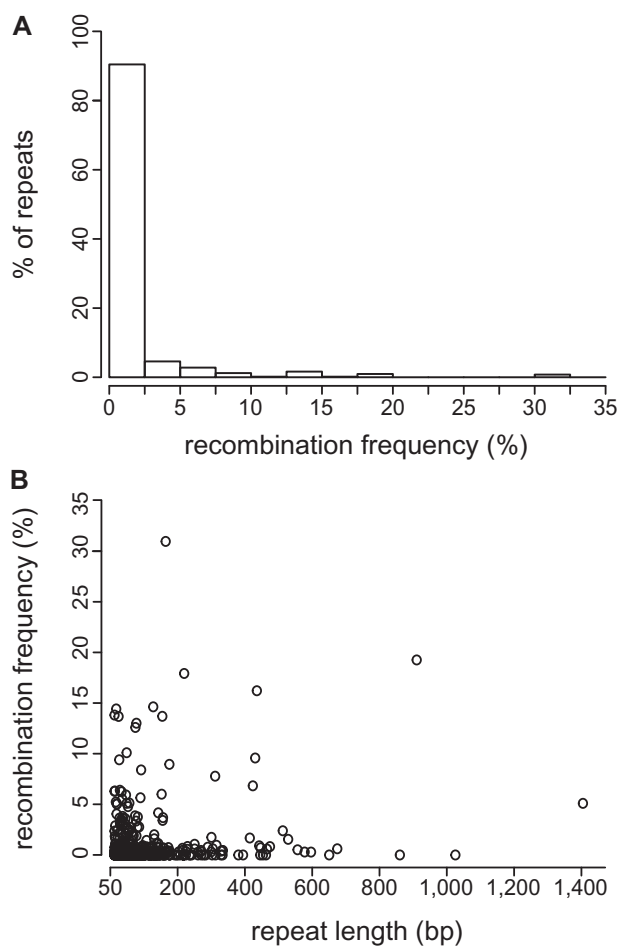 A
% of repeats
100
80
60
40
20
0
0 5 10 15 20 25 30 35
recombination frequency (%)
B
recombination frequency (%)
35
30
25
20
15
10
5
0
50 200 400 600 800 1,000 1,200 1,400
repeat length (bp)